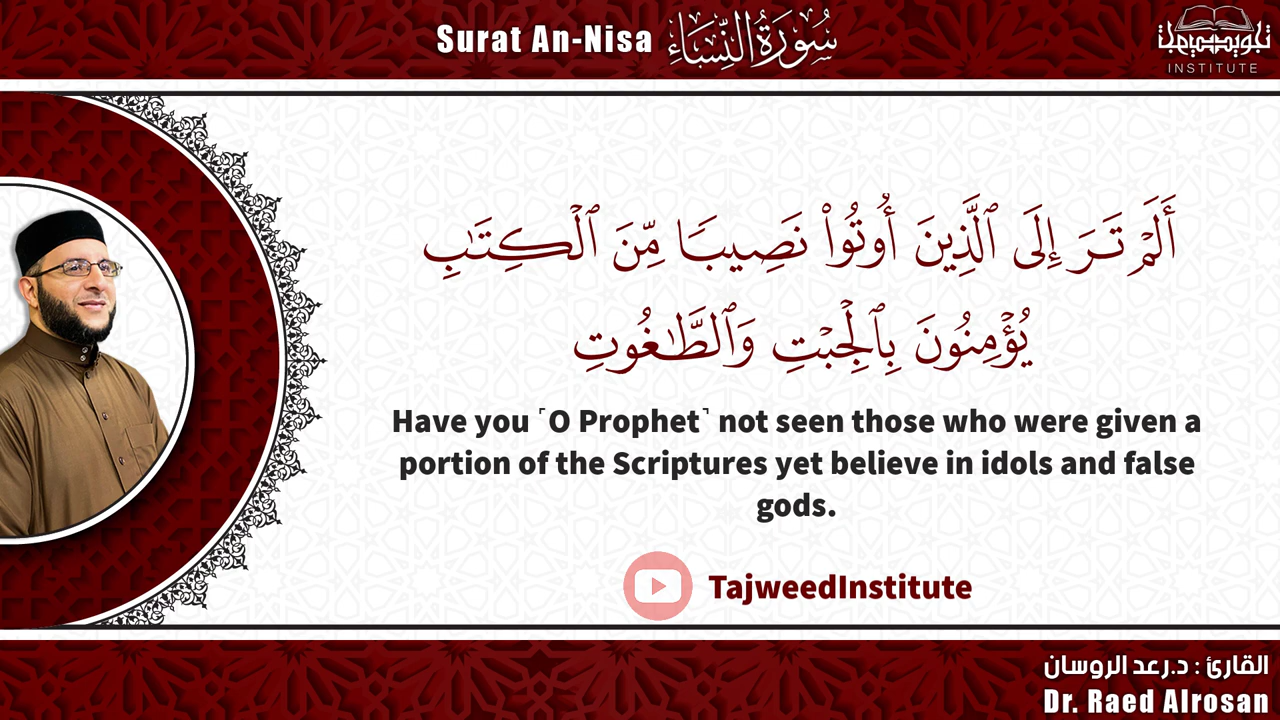 Surat An-Nisa سُورَةُ النِّسَاءِ
تجويد
INSTITUTE
أَلَمْ تَرَ إِلَى ٱلَّذِينَ أُوتُوا۟ نَصِيبًا مِّنَ ٱلْكِتَـٰبِ
يُؤْمِنُونَ بِٱلْجِبْتِ وَٱلطَّـٰغُوتِ
Have you ˹O Prophet˺ not seen those who were given a
portion of the Scriptures yet believe in idols and false
gods.
TajweedInstitute
القارئ : د.رعد الروسان
Dr. Raed Alrosan